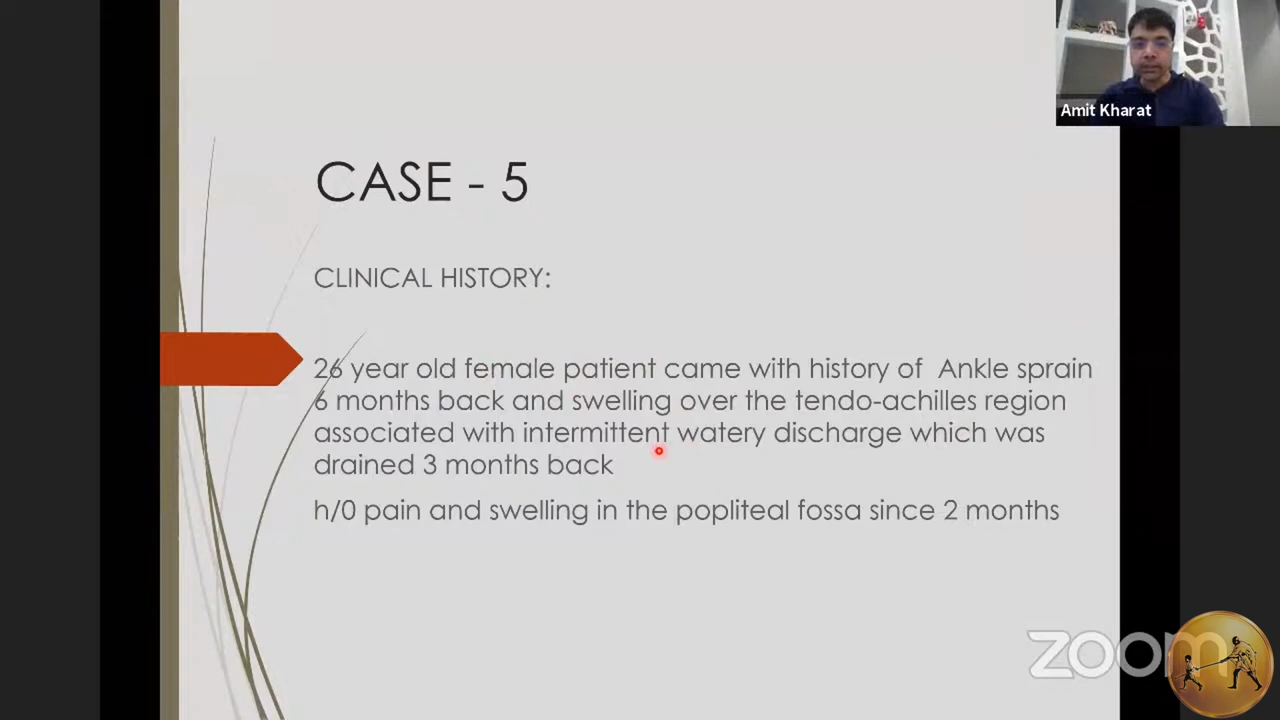 Amit Kharat
CASE - 5
CLINICAL HISTORY:
26 year old female patient came with history of Ankle sprain
6 months back and swelling over the tendo-achilles region
associated with intermittent watery discharge which was
drained 3 months back
h/0 pain and swelling in the popliteal fossa since 2 months
zoom